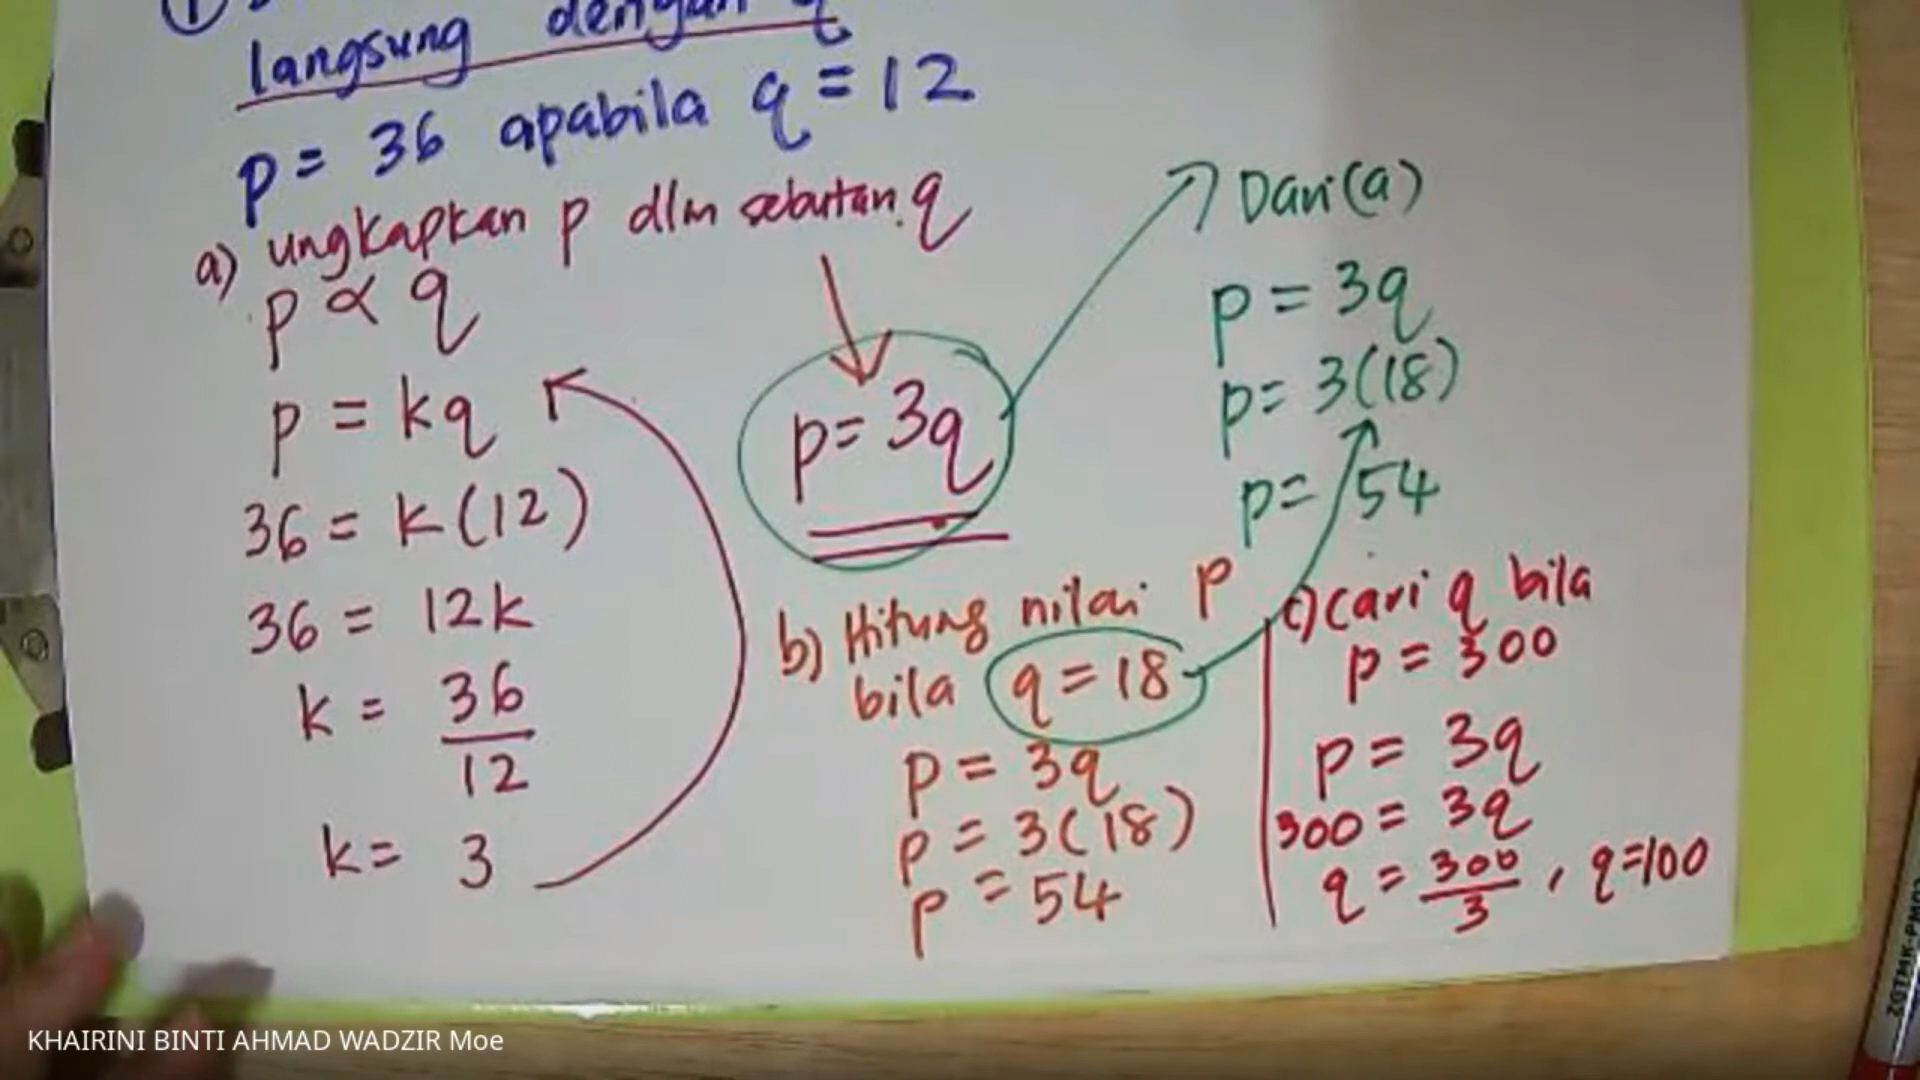 ①
langsung dengan q
p = 36 apabila q = 12
a) ungkapkan p dlm sebutan q
p ∝ q
p = kq
36 = k(12)
36 = 12k
k = 36/12
k = 3
p = 3q
Dari (a)
p = 3q
p = 3(18)
p = 54
b) Hitung nilai p
bila q = 18
p = 3q
p = 3(18)
p = 54
c) Cari q bila
p = 300
p = 3q
300 = 3q
q = 300/3 , q=100
KHAIRINI BINTI AHMAD WADZIR Moe